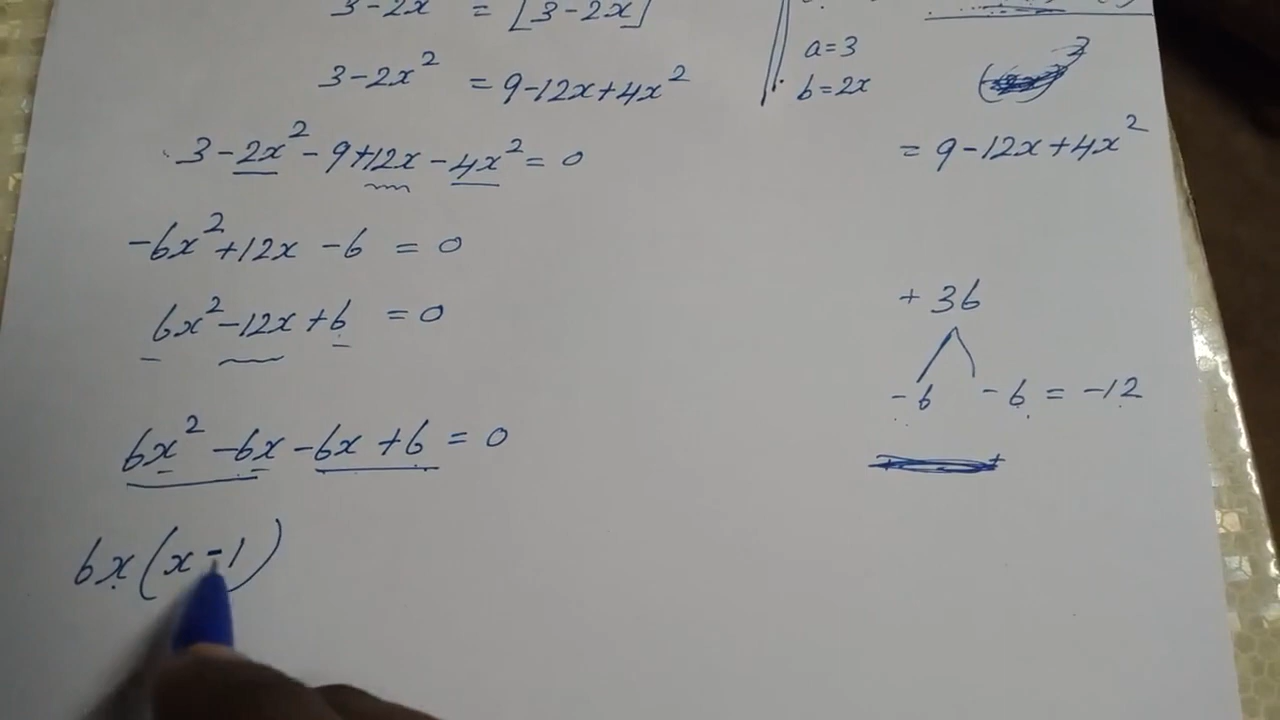 3-2x = [3-2x]
3-2x² = 9-12x+4x²
3-2x²-9+12x-4x²=0
-6x²+12x-6=0
6x²-12x+6=0
6x²-6x-6x+6=0
6x(x-1)
a=3
b=2x
2
=9-12x+4x²
+36
-6 -6=-12